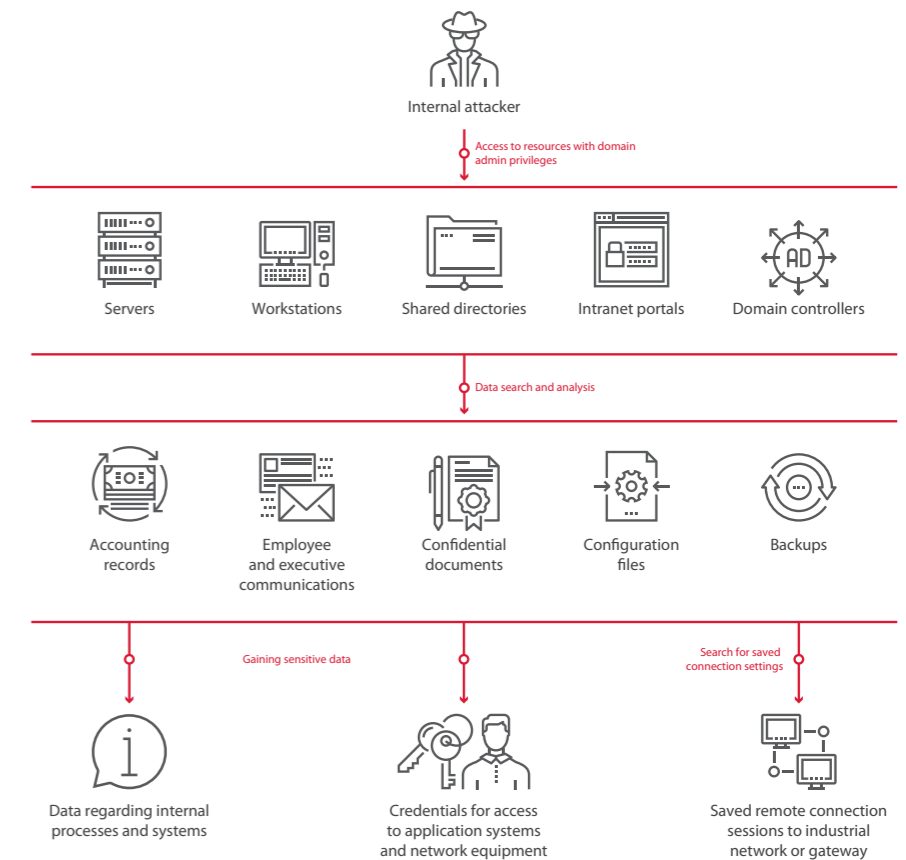 Internal attacker
Access to resources with domain
admin privileges
AD
Servers
Workstations
Shared directories
Intranet portals
Domain controllers
Data search and analysis
Accounting
records
Employee
and executive
communications
Confidential
documents
Configuration
files
Backups
Gaining sensitive data
Search for saved
connection settings
i
Data regarding internal
processes and systems
Credentials for access
to application systems
and network equipment
Saved remote connection
sessions to industrial
network or gateway